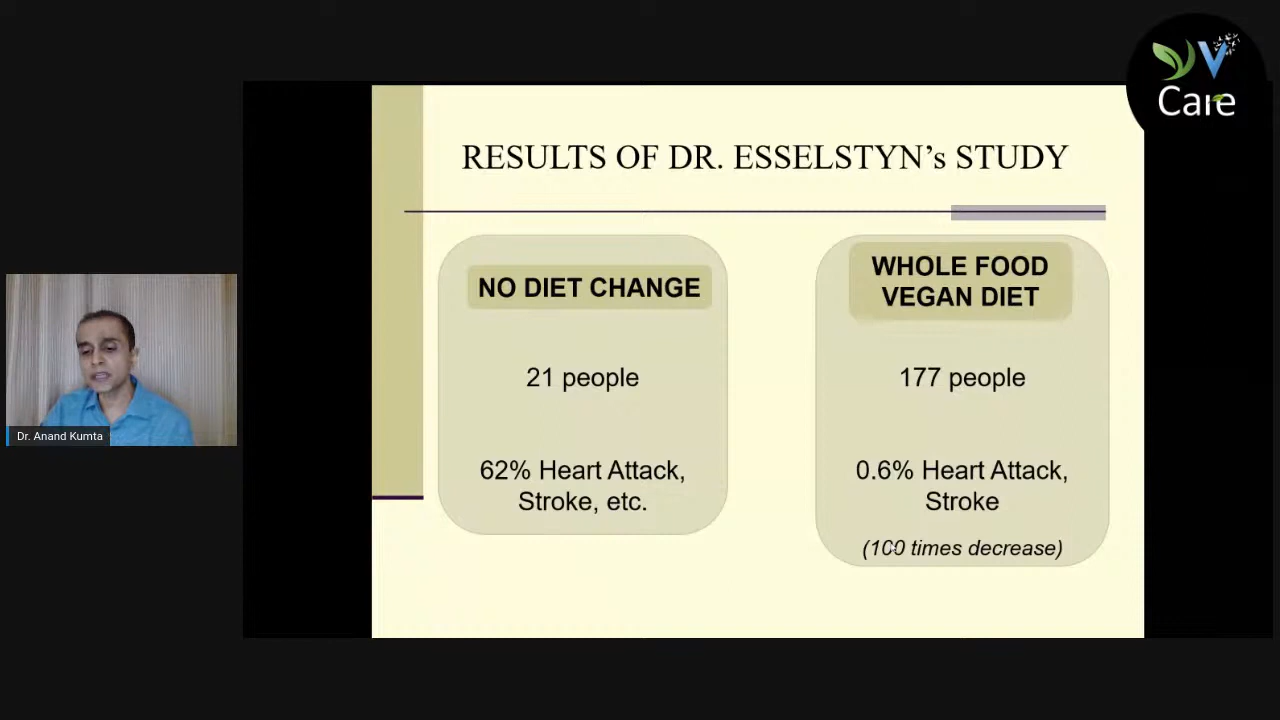 V
Care
RESULTS OF DR. ESSELSTYN's STUDY
NO DIET CHANGE
21 people
62% Heart Attack,
Stroke, etc.
WHOLE FOOD
VEGAN DIET
177 people
0.6% Heart Attack,
Stroke
(100 times decrease)
Dr. Anand Kumta